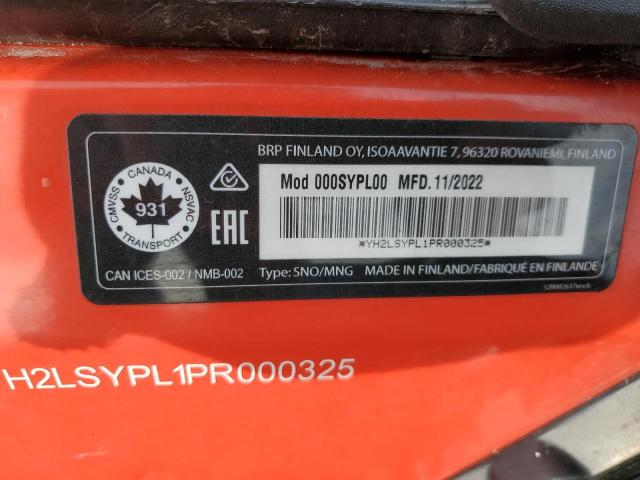 BRP FINLAND OY, ISOAAVANTIE 7, 96320 ROVANIEMI, FINLAND
Mod 000SYPL00 MFD. 11/2022
*YH2LSYPL1PR000325*
CANADA
CMVSS
NSVAC
931
TRANSPORT
EAC
CAN ICES-002 / NMB-002
Type: SNO/MNG
MADE IN FINLAND/FABRIQUÉ EN FINLANDE
H2LSYPL1PR000325